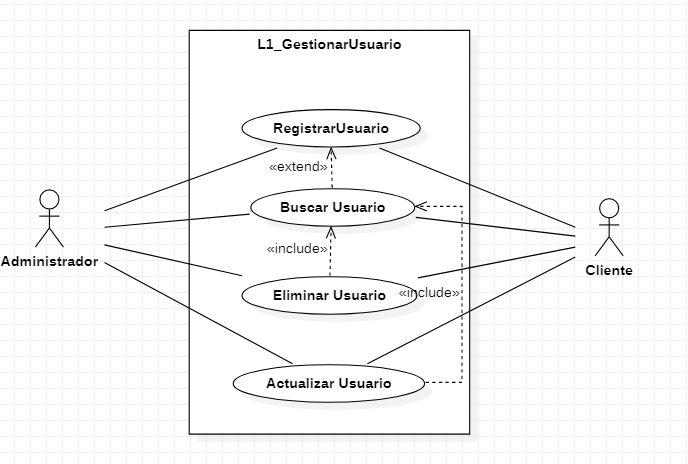 L1_GestionarUsuario
RegistrarUsuario
«extend»
Buscar Usuario
«include»
Administrador
Cliente
Eliminar Usuario
«include»
Actualizar Usuario